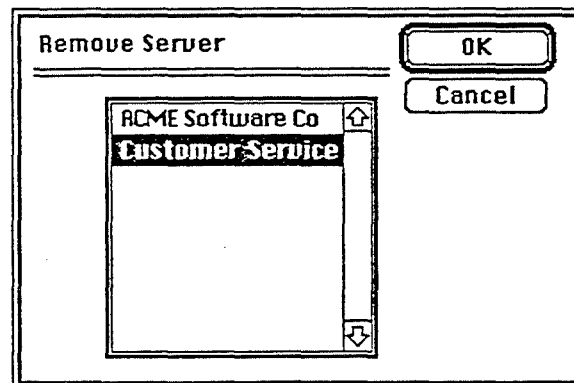 Remove Server
OK
Cancel
ACME Software Co
Customer Service